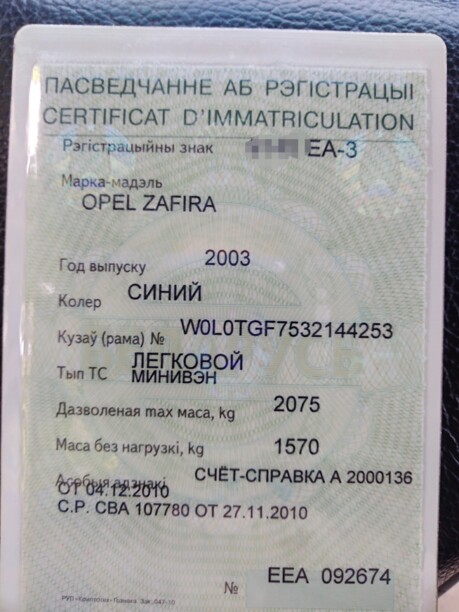 ПАСВЕДЧАННЕ АБ РЭГІСТРАЦЫІ
CERTIFICAT D'IMMATRICULATION
Рэгістрацыйны знак EA-3
Марка-мадэль
OPEL ZAFIRA
Год выпуску 2003
Колер СИНИЙ
Кузаў (рама) № W0L0TGF7532144253
Тып ТС ЛЕГКОВОЙ
МИНИВЭН
Дазволеная max маса, kg 2075
Маса без нагрузкі, kg 1570
Асобыя адзнакі СЧЁТ-СПРАВКА А 2000136
ОТ 04.12.2010
С.Р. СВА 107780 ОТ 27.11.2010
№ EEA 092674